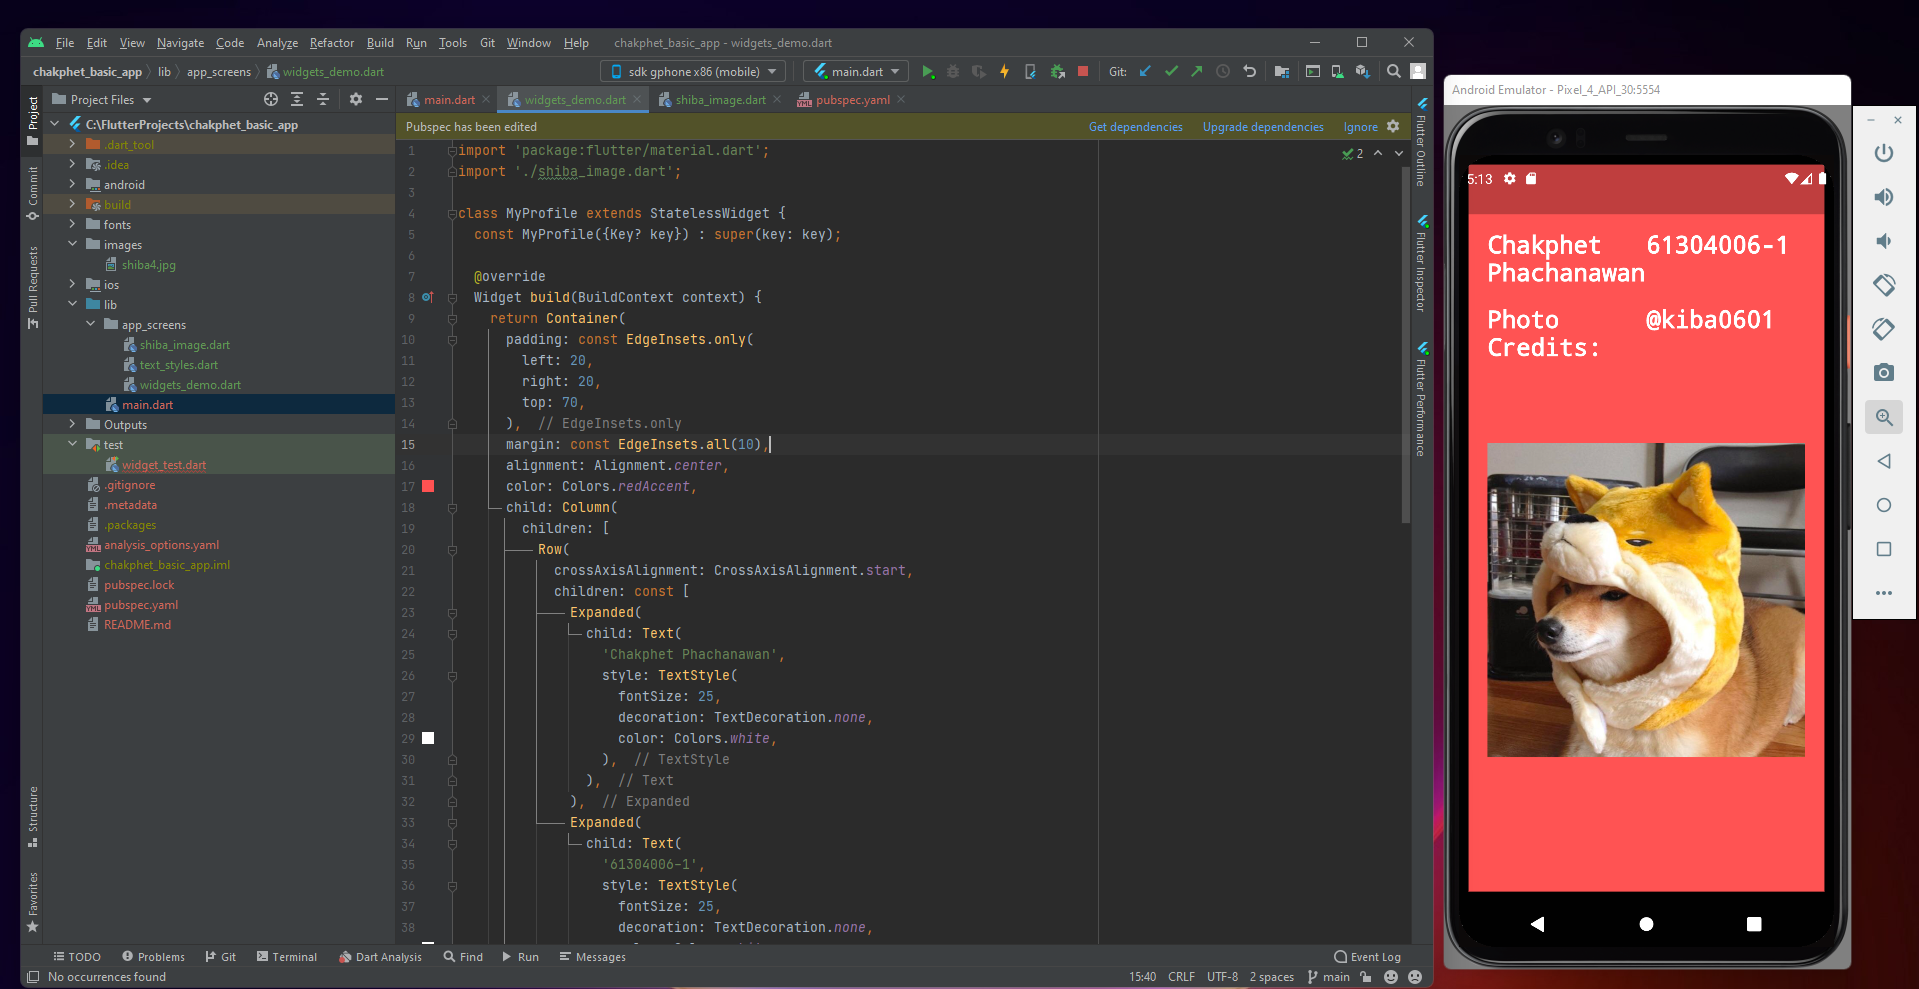 File Edit View Navigate Code Analyze Refactor Build Run Tools Git Window Help chakphet_basic_app - widgets_demo.dart
chakphet_basic_app lib app_screens widgets_demo.dart sdk gphone x86 (mobile) main.dart Git:
Project Files main.dart widgets_demo.dart shiba_image.dart pubspec.yaml
Pubspec has been edited Get dependencies Upgrade dependencies Ignore
Project
Commit
Pull Requests
Structure
Favorites
C:\FlutterProjects\chakphet_basic_app
.dart_tool
.idea
android
build
fonts
images
shiba4.jpg
ios
lib
app_screens
shiba_image.dart
text_styles.dart
widgets_demo.dart
main.dart
Outputs
test
widget_test.dart
.gitignore
.metadata
.packages
analysis_options.yaml
chakphet_basic_app.iml
pubspec.lock
pubspec.yaml
README.md
1 import 'package:flutter/material.dart';
2 import './shiba_image.dart';
3
4 class MyProfile extends StatelessWidget {
5 const MyProfile({Key? key}) : super(key: key);
6
7 @override
8 Widget build(BuildContext context) {
9 return Container(
10 padding: const EdgeInsets.only(
11 left: 20,
12 right: 20,
13 top: 70,
14 ), // EdgeInsets.only
15 margin: const EdgeInsets.all(10),
16 alignment: Alignment.center,
17 color: Colors.redAccent,
18 child: Column(
19 children: [
20 Row(
21 crossAxisAlignment: CrossAxisAlignment.start,
22 children: const [
23 Expanded(
24 child: Text(
25 'Chakphet Phachanawan',
26 style: TextStyle(
27 fontSize: 25,
28 decoration: TextDecoration.none,
29 color: Colors.white,
30 ), // TextStyle
31 ), // Text
32 ), // Expanded
33 Expanded(
34 child: Text(
35 '61304006-1',
36 style: TextStyle(
37 fontSize: 25,
38 decoration: TextDecoration.none,
2
Flutter Outline
Flutter Inspector
Flutter Performance
TODO Problems Git Terminal Dart Analysis Find Run Messages Event Log
No occurrences found 15:40 CRLF UTF-8 2 spaces main
Android Emulator - Pixel_4_API_30:5554
5:13
Chakphet 61304006-1
Phachanawan
Photo @kiba0601
Credits: